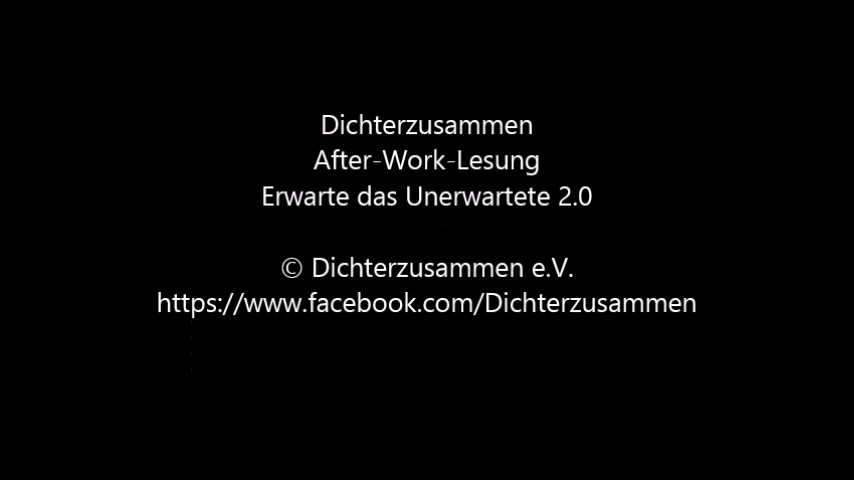 Dichterzusammen
After-Work-Lesung
Erwarte das Unerwartete 2.0
© Dichterzusammen e.V.
https://www.facebook.com/Dichterzusammen